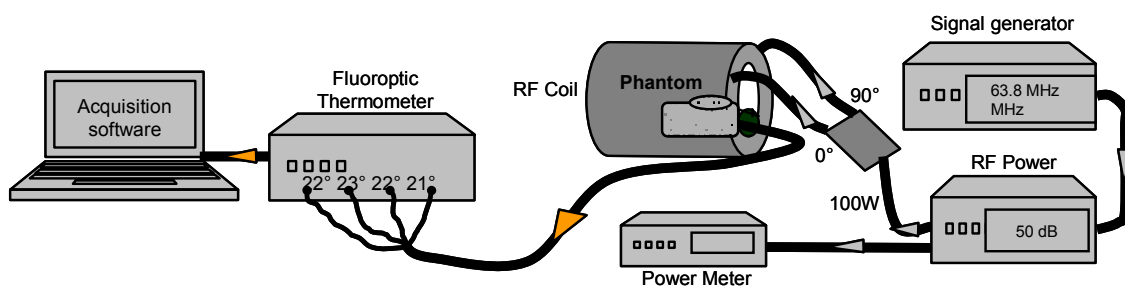 Signal generator
63.8 MHz
MHz
RF Coil
Phantom
90°
0°
Fluoroptic
Thermometer
Acquisition
software
22° 23° 22° 21°
RF Power
100W
50 dB
Power Meter